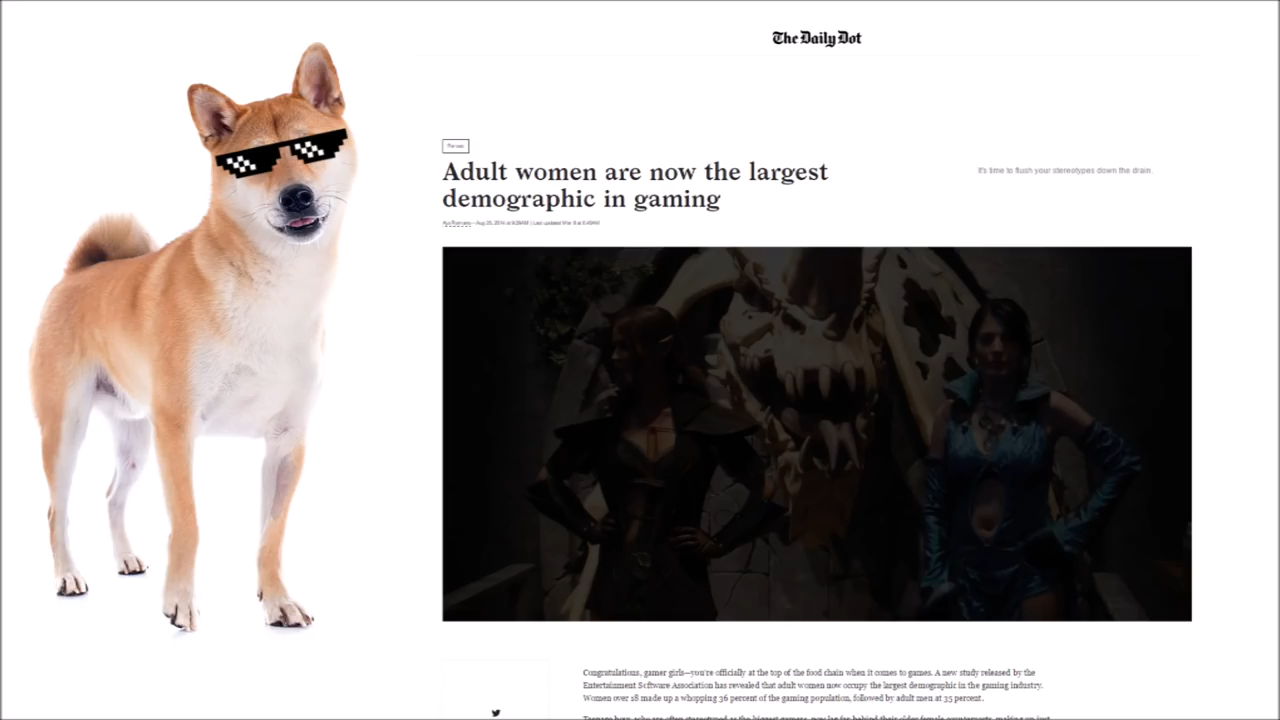 The Daily Dot
Adult women are now the largest
demographic in gaming
It's time to flush your stereotypes down the drain.
Congratulations, gamer girls—you're officially at the top of the food chain when it comes to games. A new study released by the
Entertainment Software Association has revealed that adult women now occupy the largest demographic in the gaming industry.
Women over 18 made up a whopping 36 percent of the gaming population, followed by adult men at 35 percent.